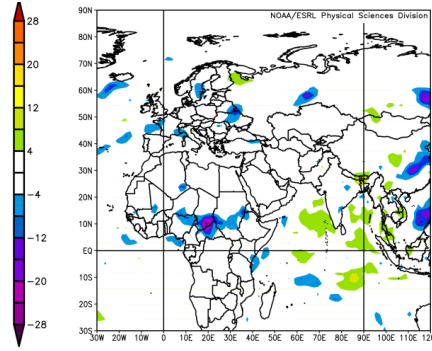 NOAA/ESRL Physical Sciences Division
28
20
12
4
−4
−12
−20
−28
90N
80N
70N
60N
50N
40N
30N
20N
10N
EQ
10S
20S
30S
30W 20W 10W 0 10E 20E 30E 40E 50E 60E 70E 80E 90E 100E 110E 120